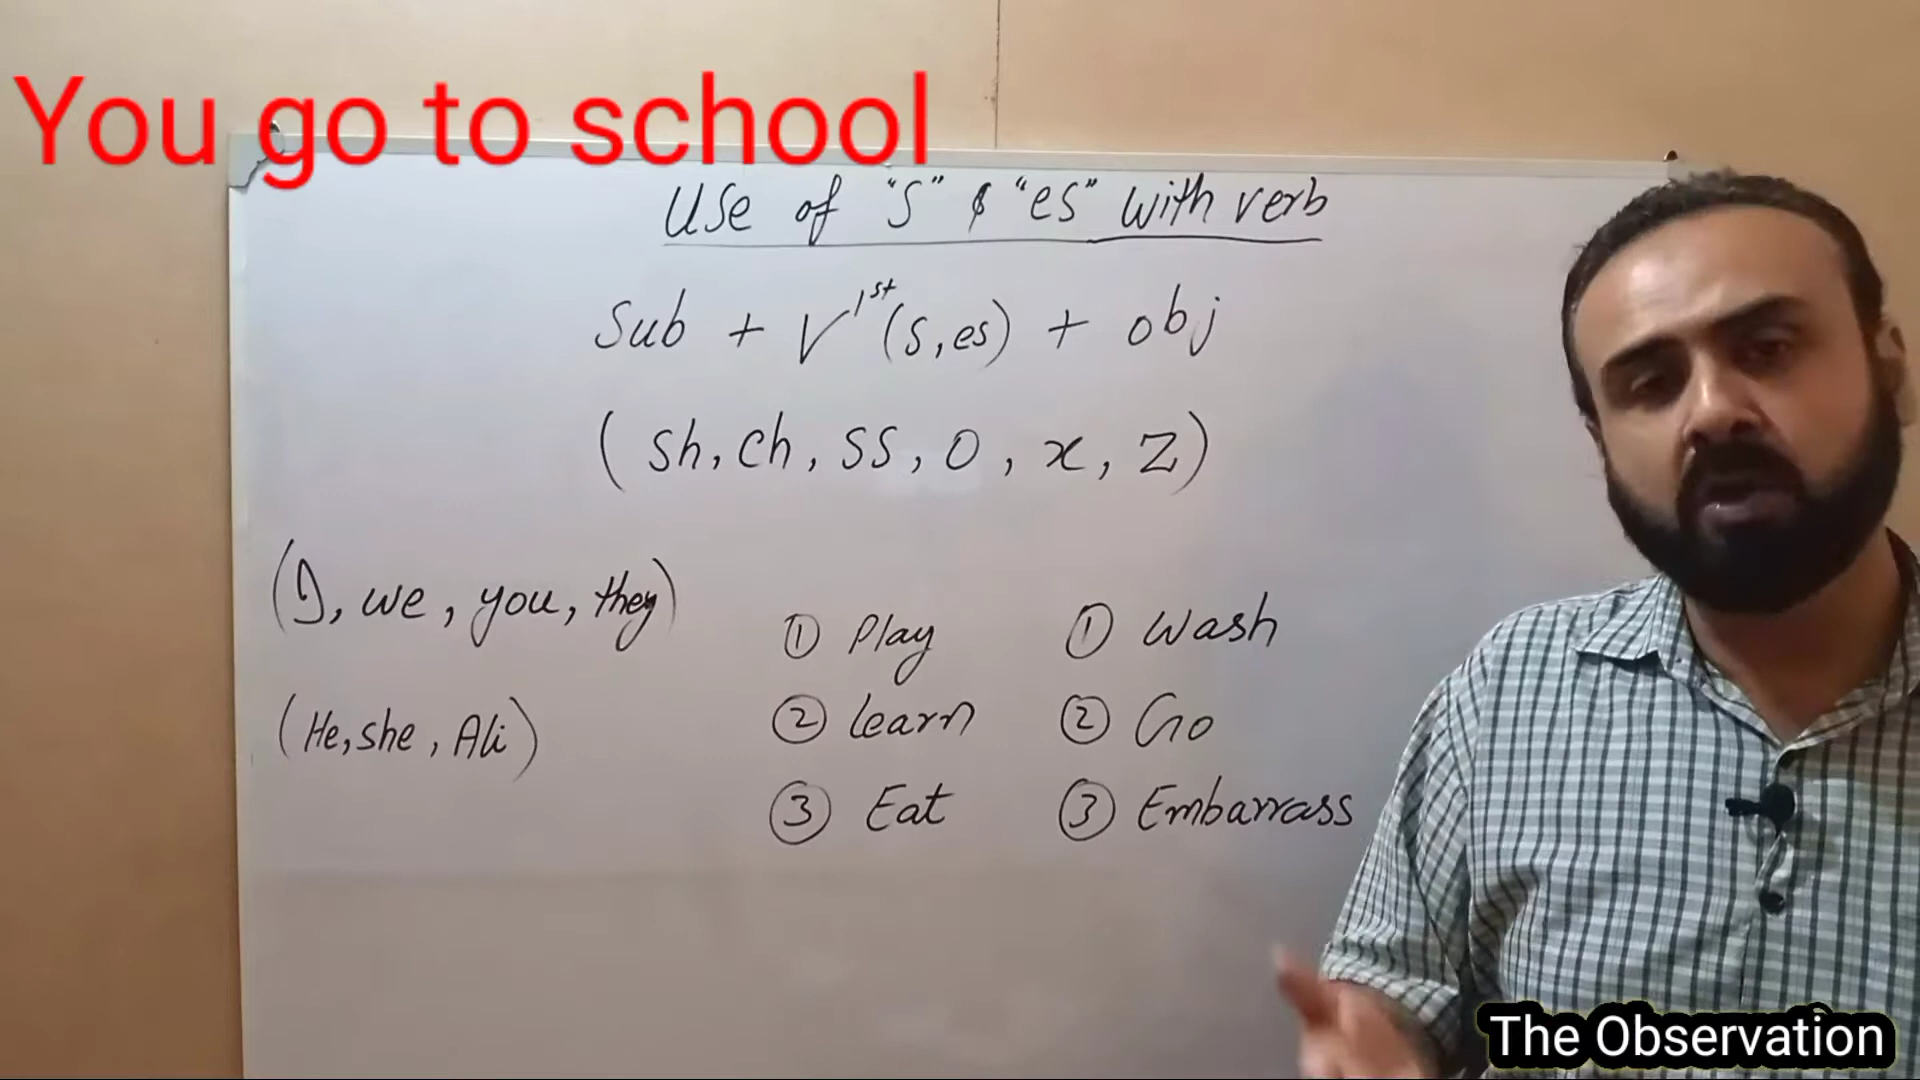 You go to school
Use of "S" & "es" with verb
Sub + V 1st (s, es) + obj
( sh, ch, ss, o, x, z )
(I, we, you, they)
(He, she, Ali)
① Play
② learn
③ Eat
① Wash
② Go
③ Embarrass
The Observation